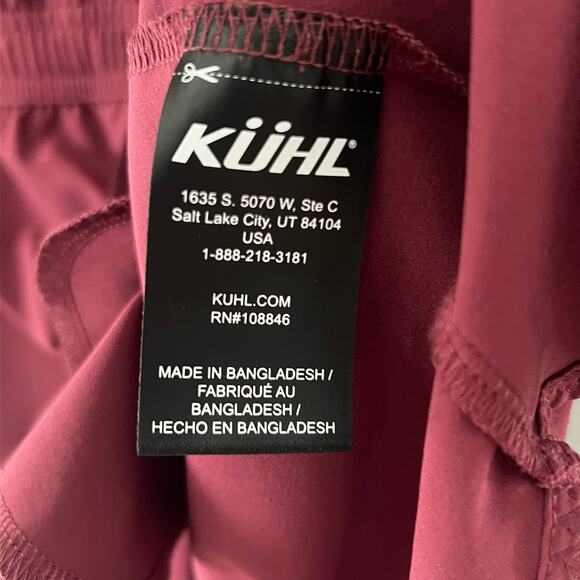 KÜHL®
1635 S. 5070 W, Ste C
Salt Lake City, UT 84104
USA
1-888-218-3181
KUHL.COM
RN#108846
MADE IN BANGLADESH /
FABRIQUÉ AU
BANGLADESH /
HECHO EN BANGLADESH